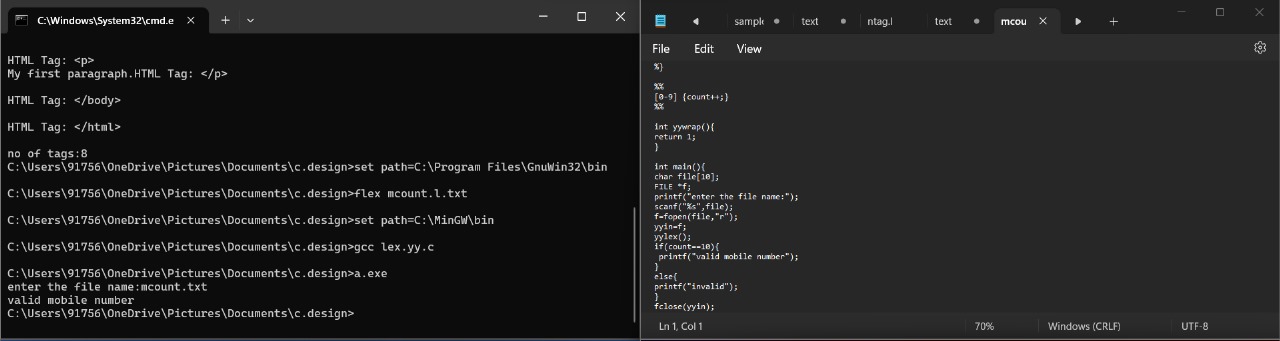 C:\Windows\System32\cmd.e
HTML Tag: <p>
My first paragraph.HTML Tag: </p>
HTML Tag: </body>
HTML Tag: </html>
no of tags:8
C:\Users\91756\OneDrive\Pictures\Documents\c.design>set path=C:\Program Files\GnuWin32\bin
C:\Users\91756\OneDrive\Pictures\Documents\c.design>flex mcount.l.txt
C:\Users\91756\OneDrive\Pictures\Documents\c.design>set path=C:\MinGW\bin
C:\Users\91756\OneDrive\Pictures\Documents\c.design>gcc lex.yy.c
C:\Users\91756\OneDrive\Pictures\Documents\c.design>a.exe
enter the file name:mcount.txt
valid mobile number
C:\Users\91756\OneDrive\Pictures\Documents\c.design>
sample text ntag.l text mcou
File Edit View
%}
%%
[0-9] {count++;}
%%
int yywrap(){
return 1;
}
int main(){
char file[10];
FILE *f;
printf("enter the file name:");
scanf("%s",file);
f=fopen(file,"r");
yyin=f;
yylex();
if(count==10){
printf("valid mobile number");
}
else{
printf("invalid");
}
fclose(yyin);
Ln 1, Col 1 70% Windows (CRLF) UTF-8